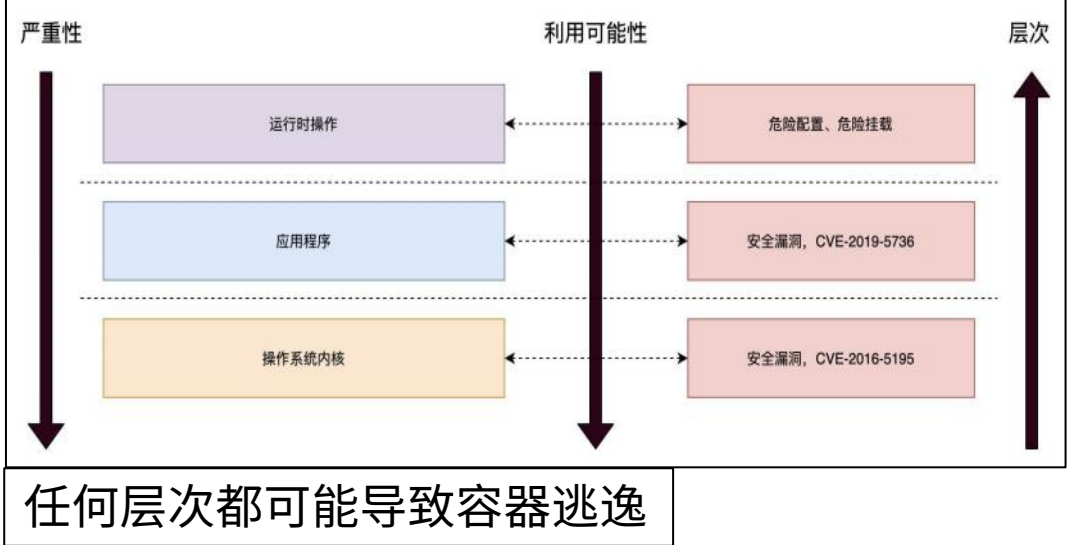 严重性 利用可能性 层次
运行时操作 危险配置、危险挂载
应用程序 安全漏洞，CVE-2019-5736
操作系统内核 安全漏洞，CVE-2016-5195
任何层次都可能导致容器逃逸